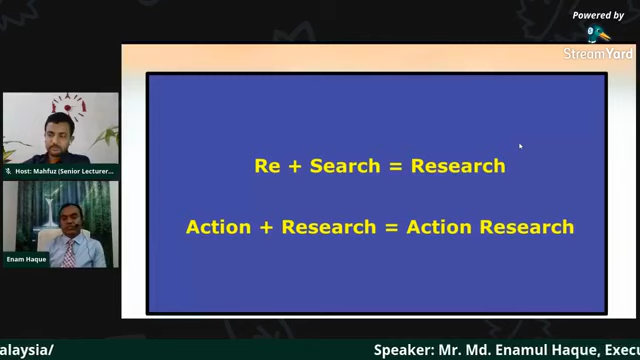 Powered by
StreamYard
Re + Search = Research
Action + Research = Action Research
Host: Mahfuz (Senior Lecturer...
Enam Haque
alaysia/
Speaker: Mr. Md. Enamul Haque, Execu